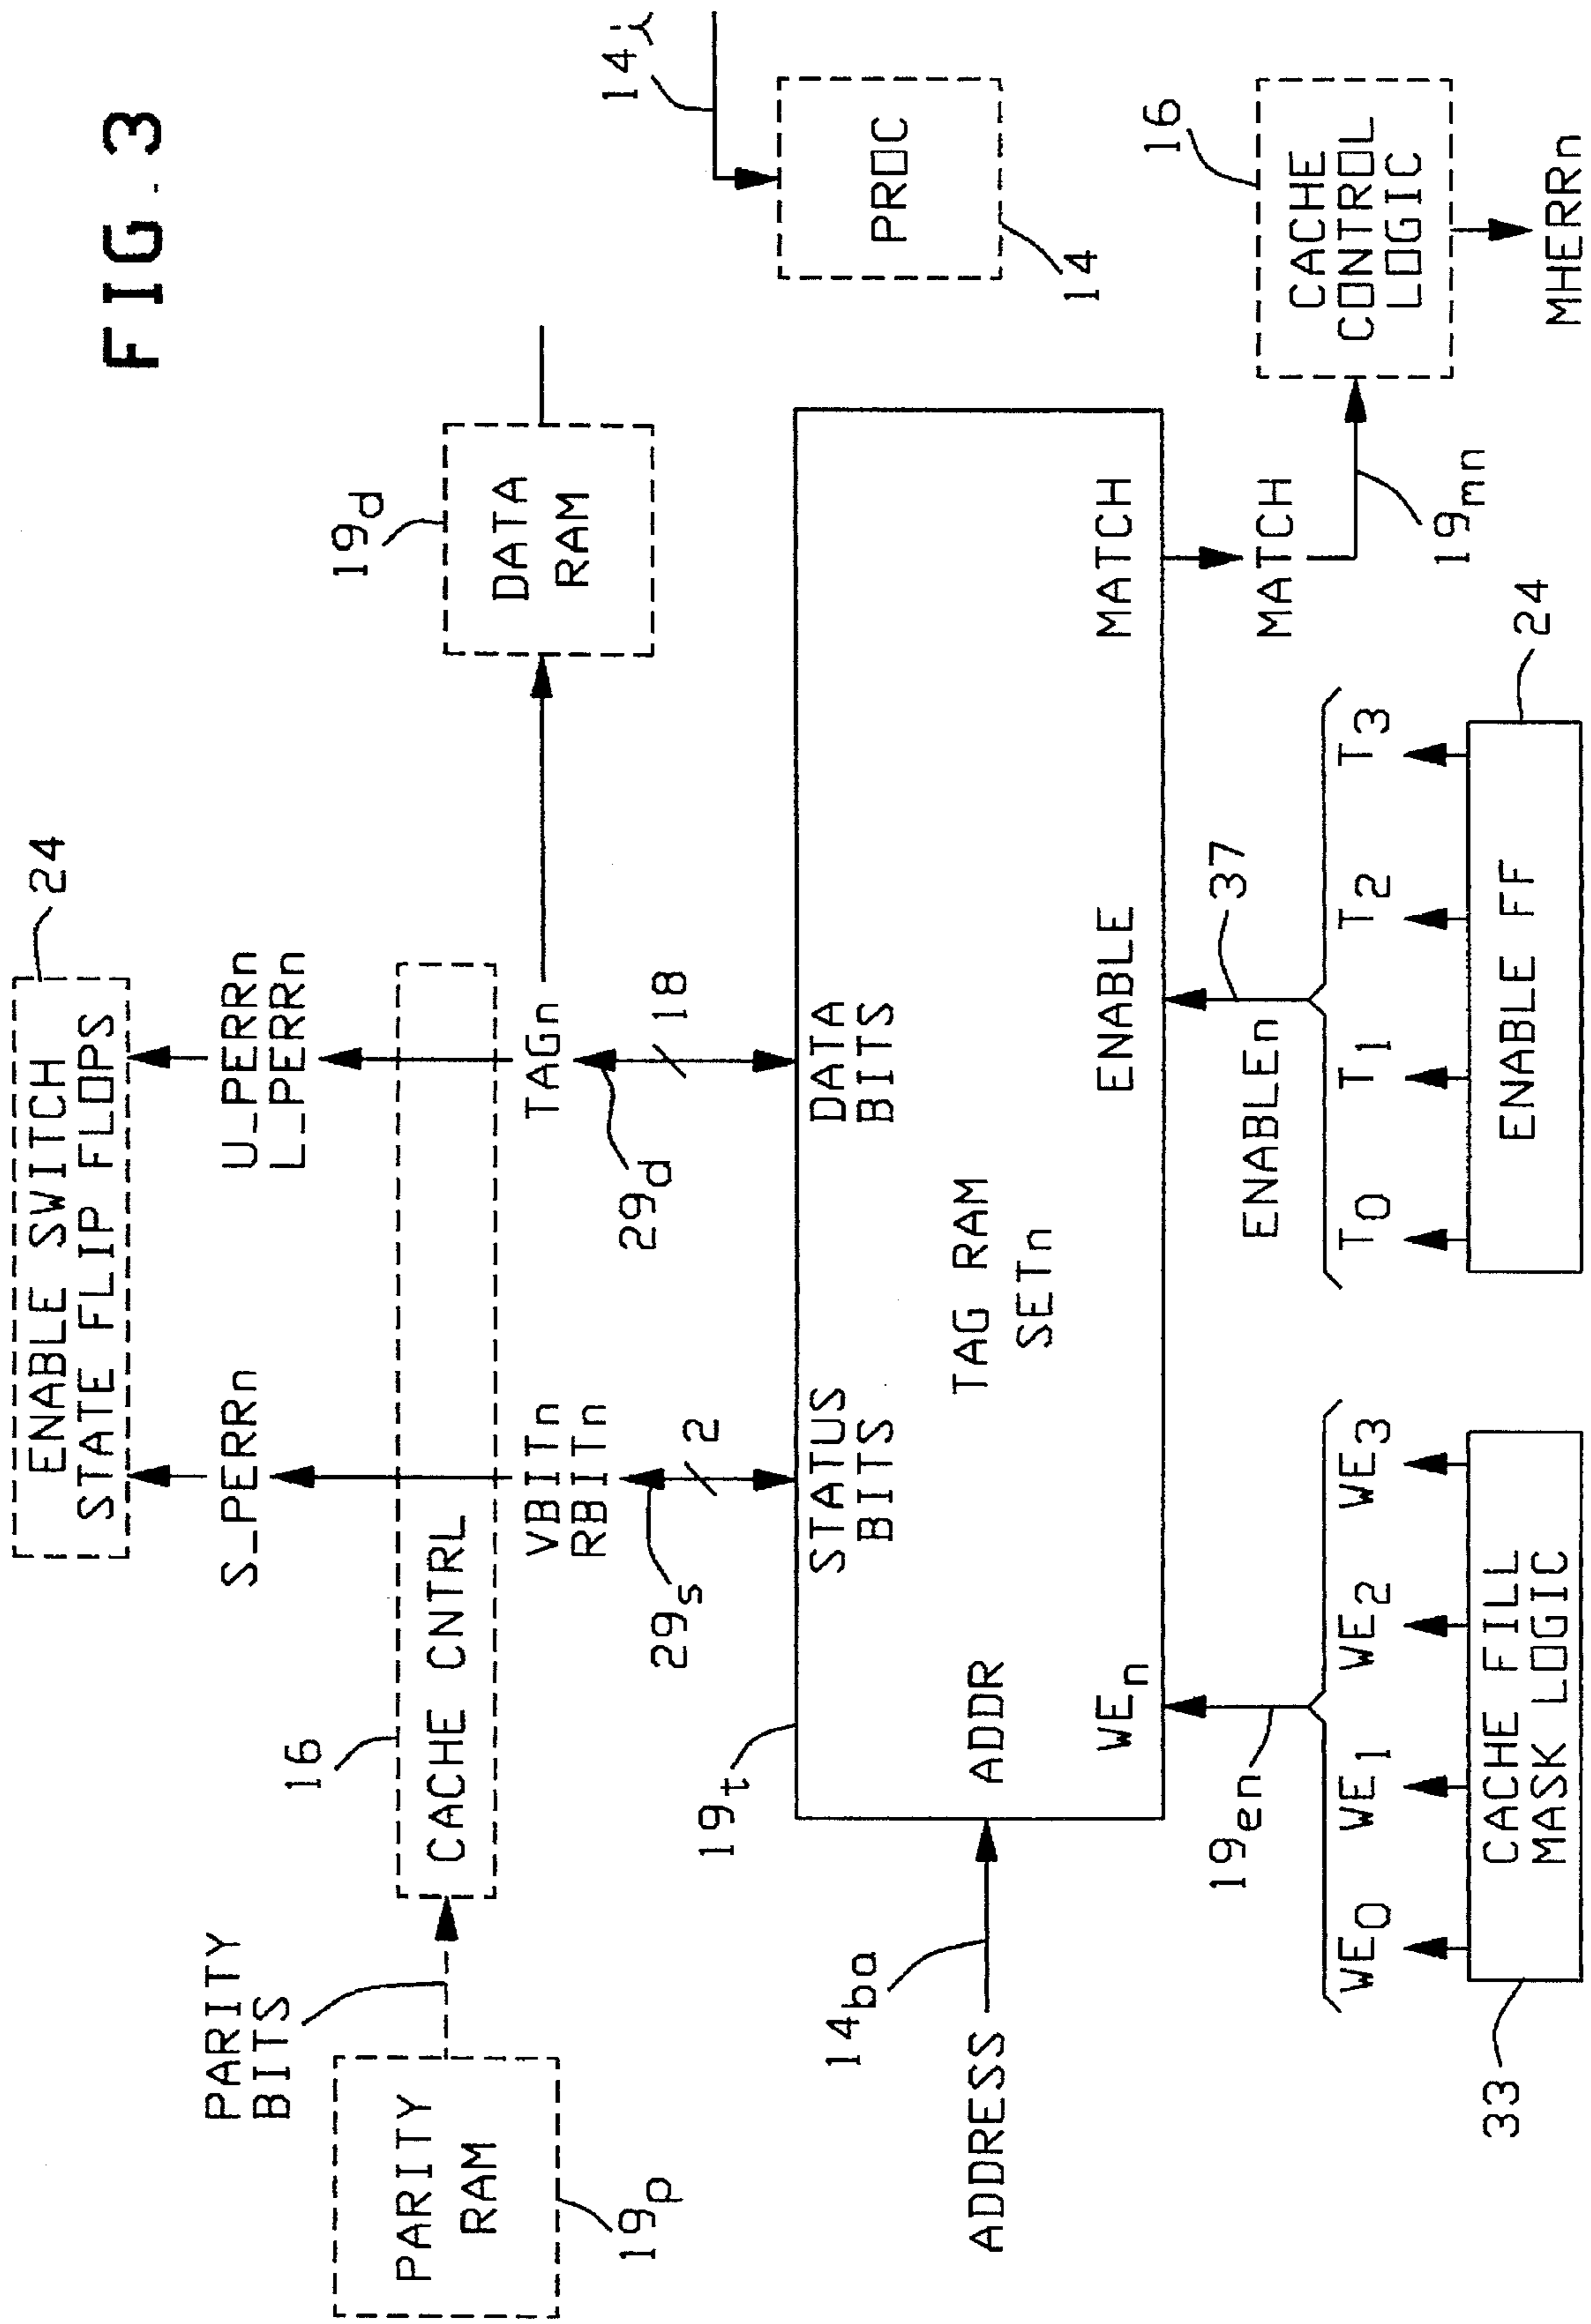 FIG. 3
24
ENABLE SWITCH
STATE FLIP FLOPS
PARITY
BITS
S_PERRn
U_PERRn
L_PERRn
16
CACHE CNTRL
19d
DATA
RAM
PARITY
RAM
19p
VBITn
RBITn
TAGn
29s
2
29d
18
14i
PROC
14
19t
STATUS
BITS
DATA
BITS
14ba
ADDRESS
ADDR
TAG RAM
SETn
WEn
ENABLE
MATCH
19en
ENABLEn
37
MATCH
19mn
16
CACHE
CONTROL
LOGIC
MHERRn
WE0 WE1 WE2 WE3
T0 T1 T2 T3
33
CACHE FILL
MASK LOGIC
ENABLE FF
24